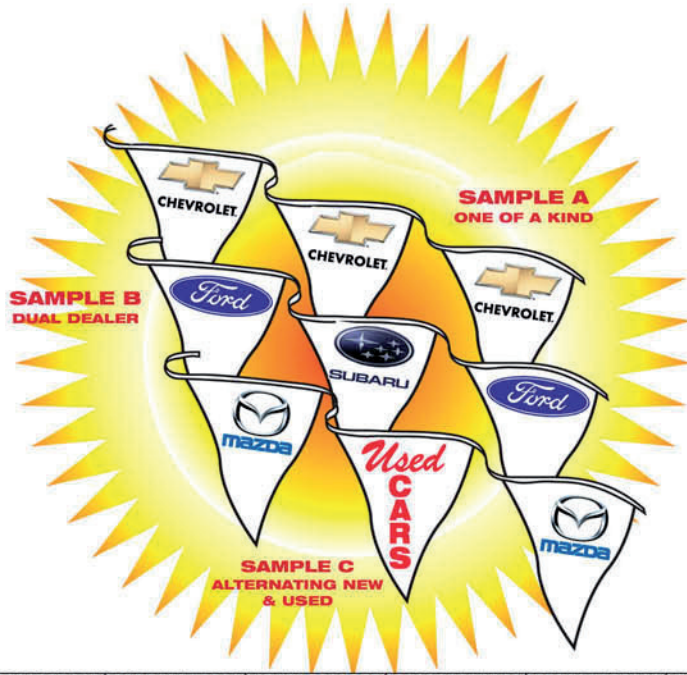 CHEVROLET
CHEVROLET
CHEVROLET
SAMPLE A
ONE OF A KIND
SAMPLE B
DUAL DEALER
Ford
SUBARU
Ford
mazda
Used
CARS
mazda
SAMPLE C
ALTERNATING NEW
& USED